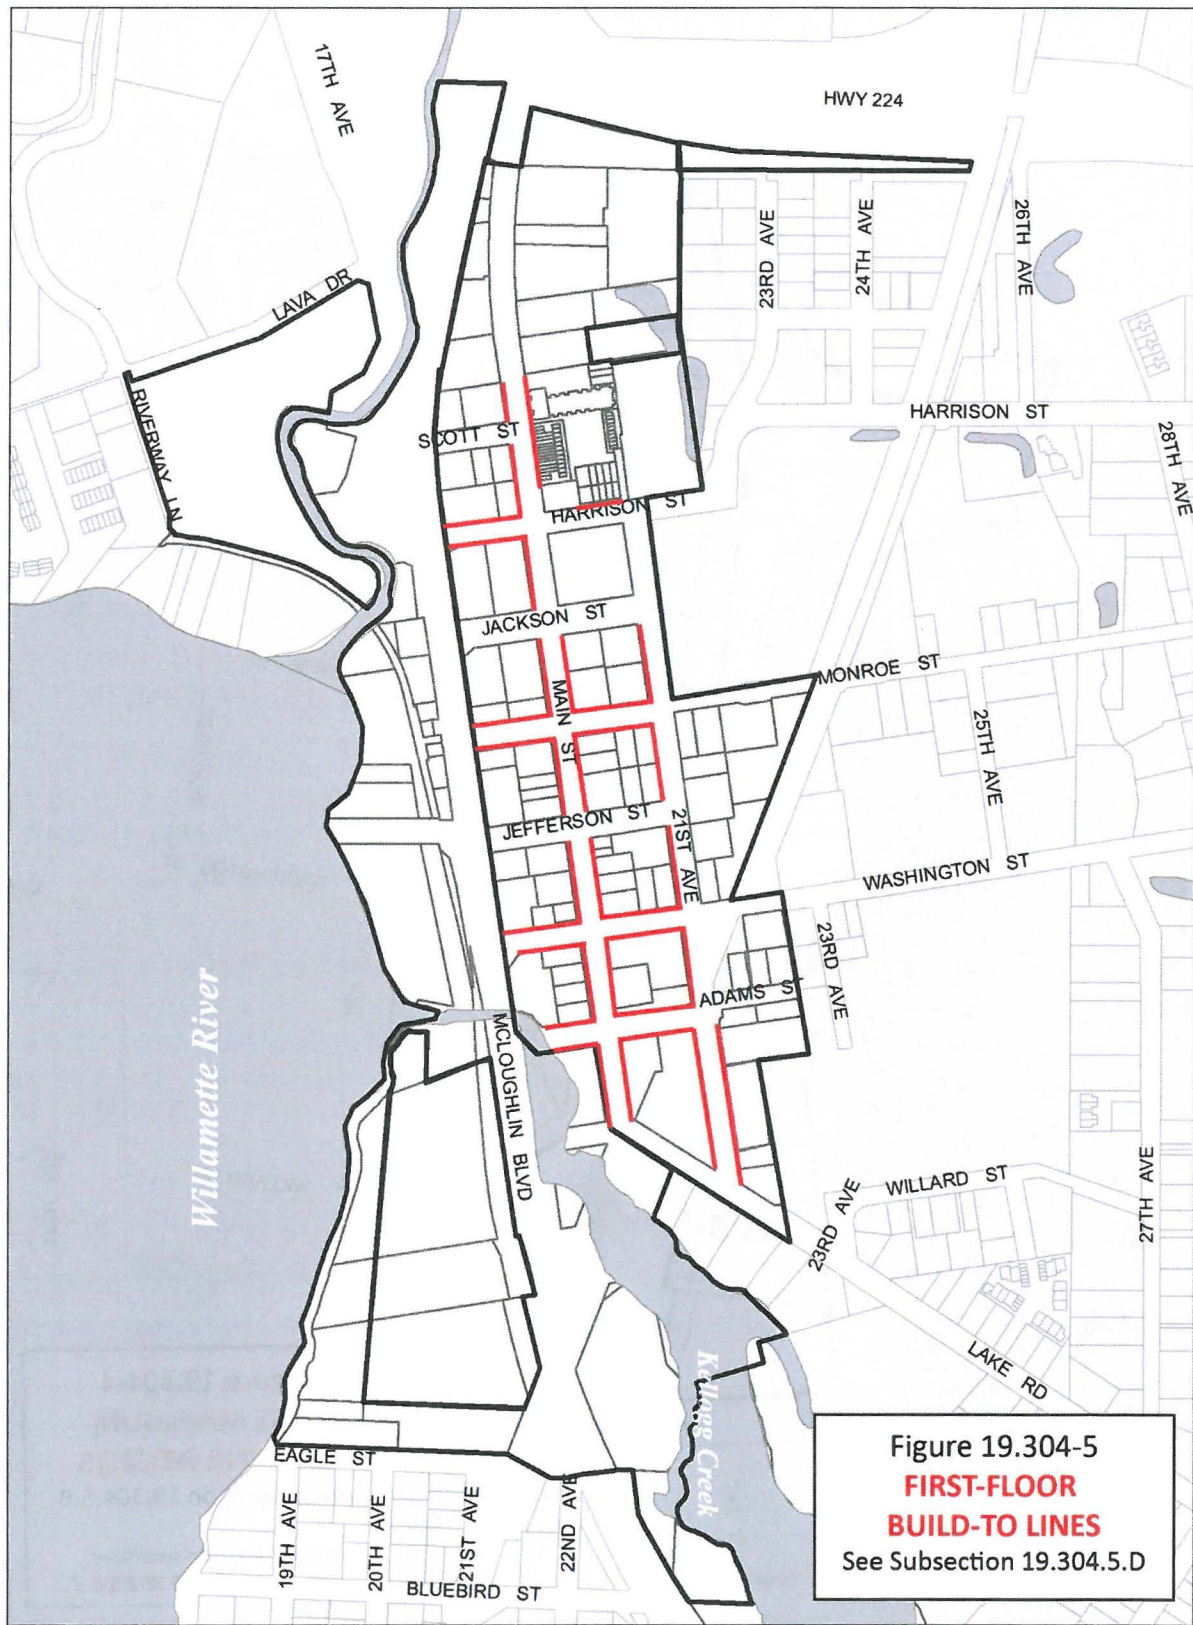 17TH AVE
HWY 224
LAVA DR
23RD AVE
24TH AVE
26TH AVE
RIVERWAY LN
SCOTT ST
HARRISON ST
28TH AVE
HARRISON ST
JACKSON ST
MAIN ST
MONROE ST
25TH AVE
JEFFERSON ST
21ST AVE
WASHINGTON ST
23RD AVE
ADAMS ST
Willamette River
MCLOUGHLIN BLVD
WILLARD ST
23RD AVE
27TH AVE
LAKE RD
Kellogg Creek
EAGLE ST
19TH AVE
20TH AVE
21ST AVE
22ND AVE
BLUEBIRD ST
Figure 19.304-5
FIRST-FLOOR
BUILD-TO LINES
See Subsection 19.304.5.D